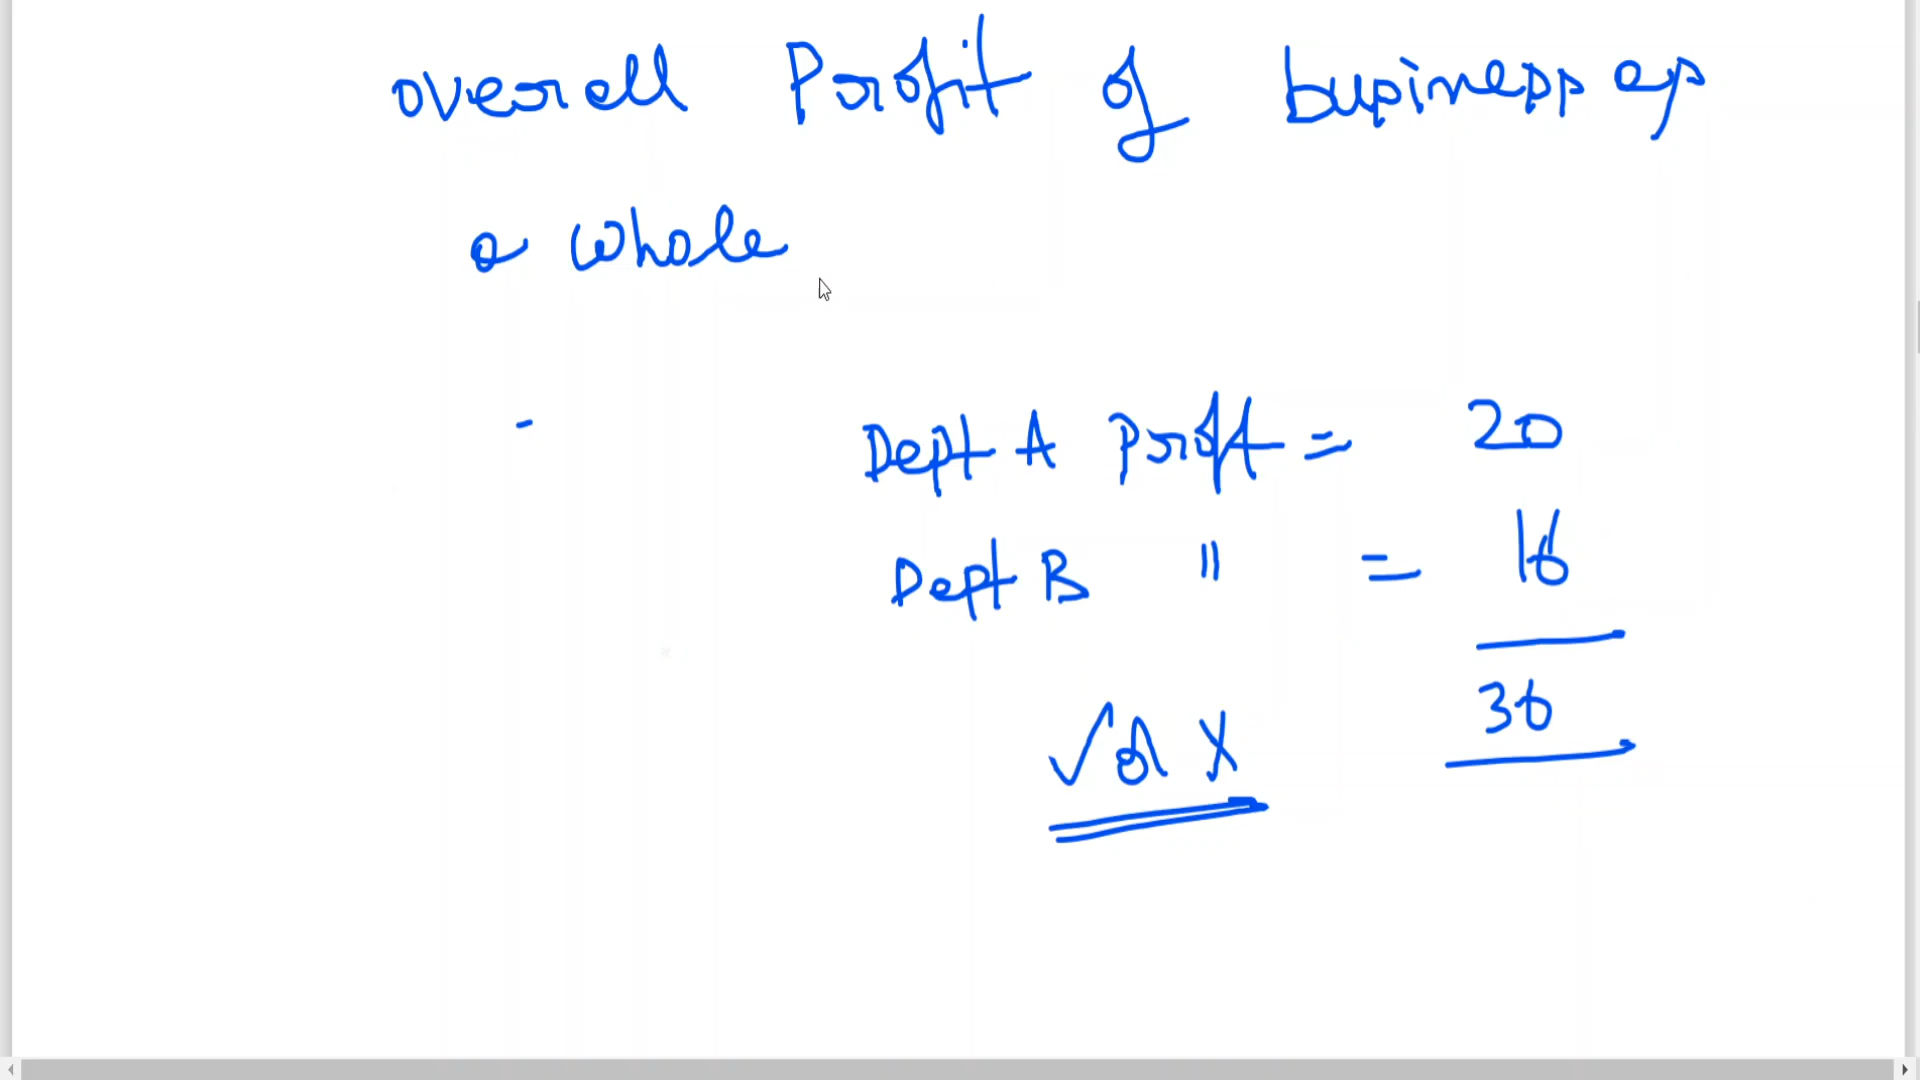 overall Profit of business as
a whole
-
Dept A Profit = 20
Dept B " = 16
36
√ or X